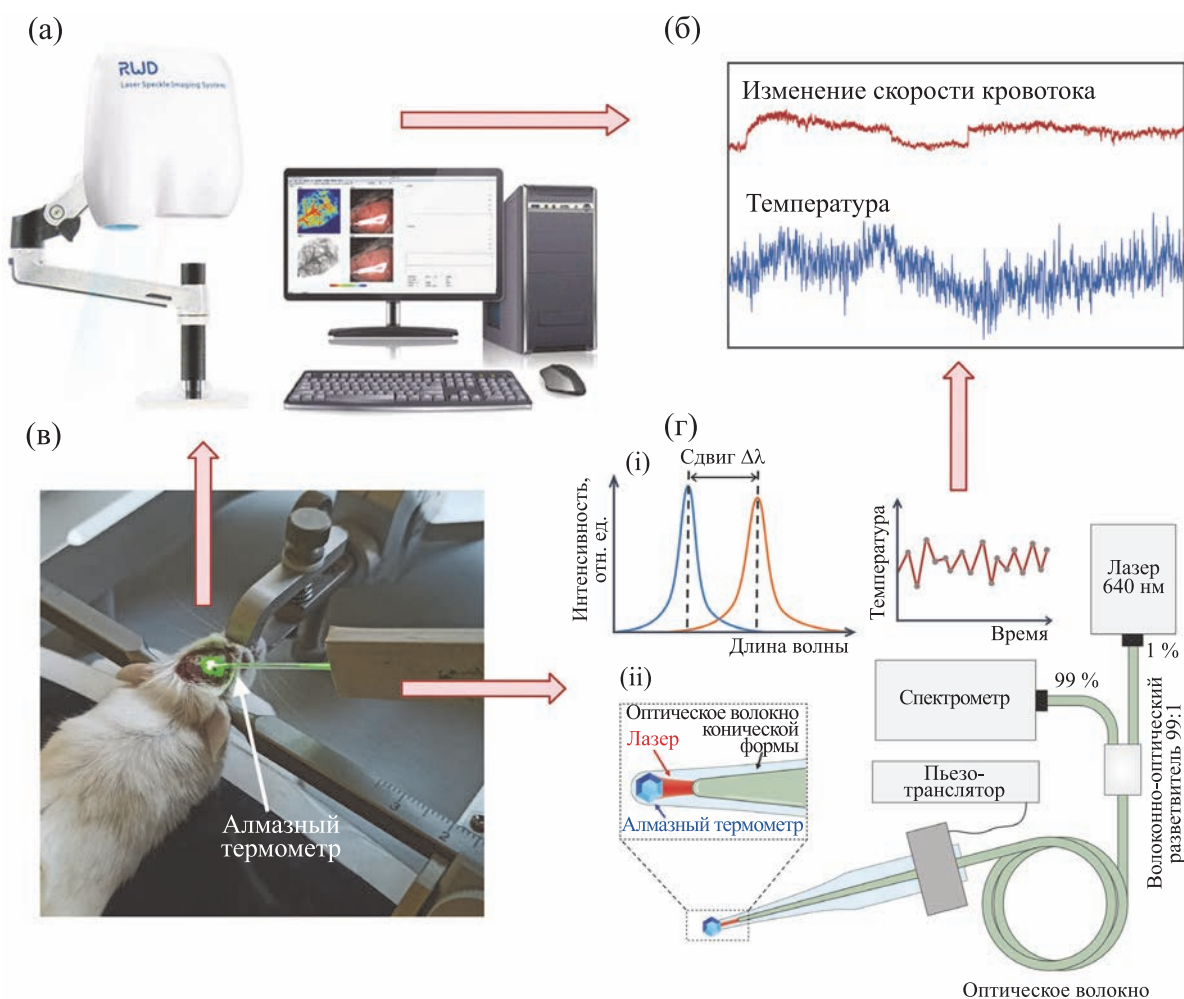 (а)
RWD
Laser Speckle Imaging System
(б)
Изменение скорости кровотока
Температура
(в)
Алмазный
термометр
3
2
(г)
(i)
Сдвиг Δλ
Интенсивность,
отн. ед.
Длина волны
Температура
Время
Лазер
640 нм
1 %
99 %
Спектрометр
Волоконно-оптический
разветвитель 99:1
Пьезо-
транслятор
(ii)
Оптическое волокно
конической
формы
Лазер
Алмазный термометр
Оптическое волокно